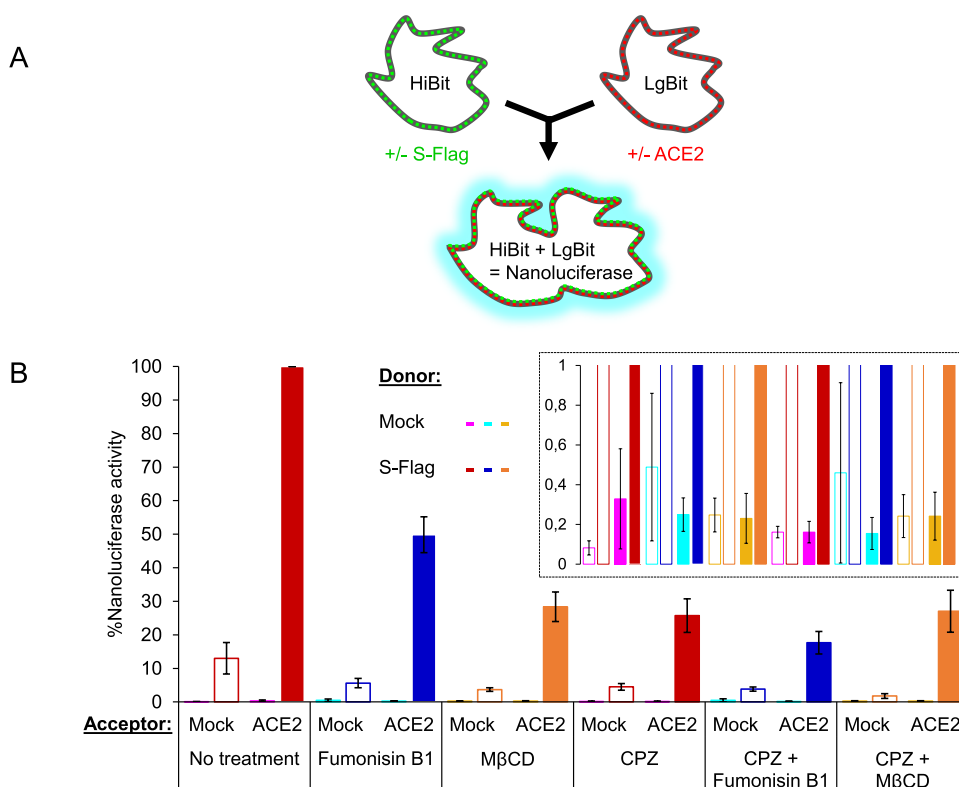 A
HiBit
LgBit
+/- S-Flag
+/- ACE2
HiBit + LgBit
= Nanoluciferase
B
%Nanoluciferase activity
100
90
80
70
60
50
40
30
20
10
0
Donor:
Mock
S-Flag
1
0,8
0,6
0,4
0,2
0
Acceptor:
Mock ACE2 Mock ACE2 Mock ACE2 Mock ACE2 Mock ACE2 Mock ACE2
No treatment
Fumonisin B1
MβCD
CPZ
CPZ +
Fumonisin B1
CPZ +
MβCD